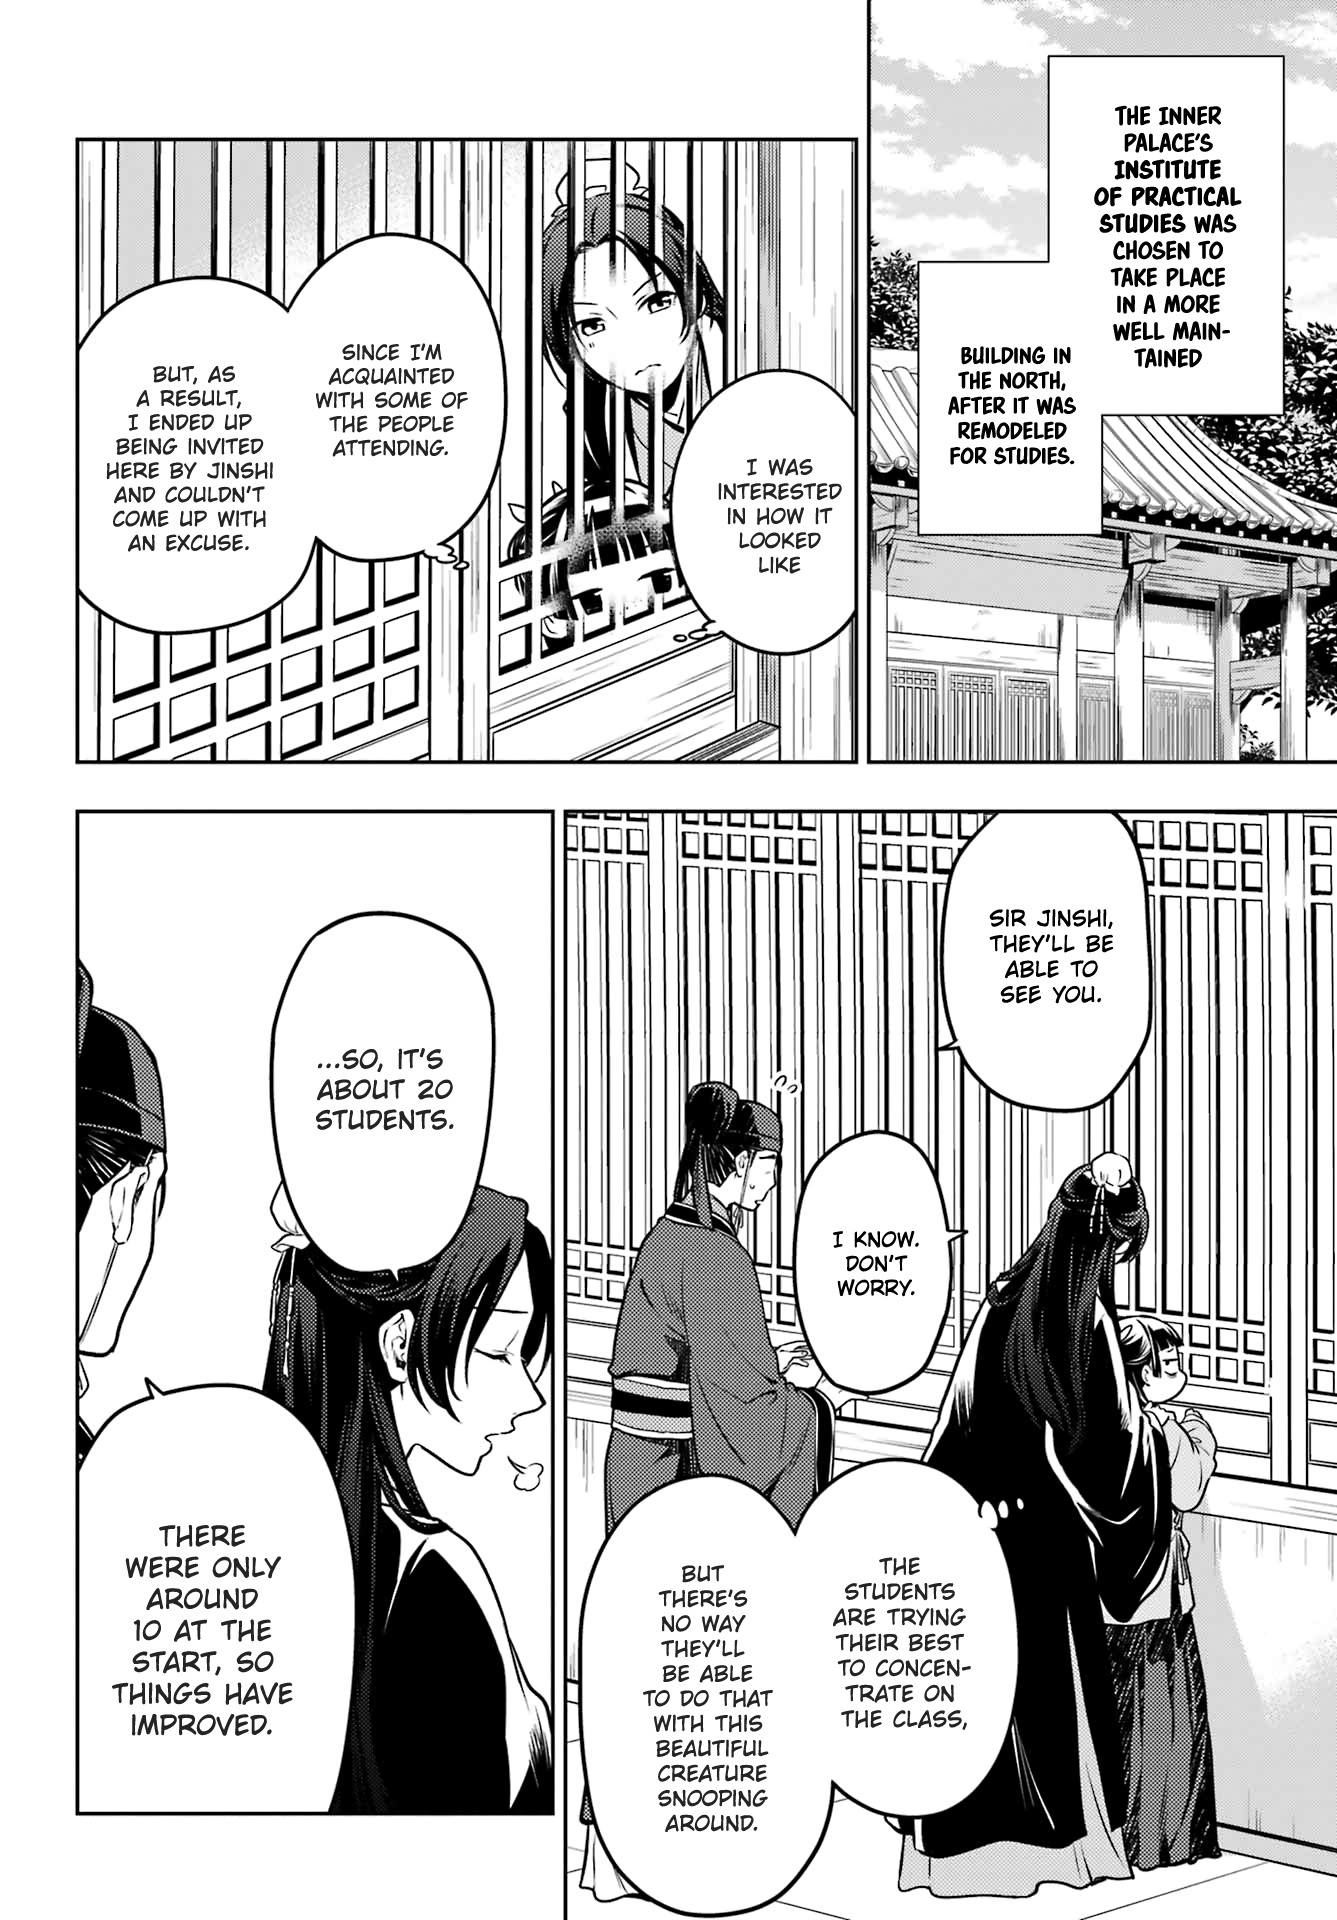 THE INNER
PALACE'S
INSTITUTE
OF PRACTICAL
STUDIES WAS
CHOSEN TO
TAKE PLACE
IN A MORE
WELL MAIN-
TAINED
BUILDING IN
THE NORTH,
AFTER IT WAS
REMODELED
FOR STUDIES.
I WAS
INTERESTED
IN HOW IT
LOOKED
LIKE
SINCE I'M
ACQUAINTED
WITH SOME OF
THE PEOPLE
ATTENDING.
BUT, AS
A RESULT,
I ENDED UP
BEING INVITED
HERE BY JINSHI
AND COULDN'T
COME UP WITH
AN EXCUSE.
SIR JINSHI,
THEY'LL BE
ABLE TO
SEE YOU.
I KNOW.
DON'T
WORRY.
THE
STUDENTS
ARE TRYING
THEIR BEST
TO CONCEN-
TRATE ON
THE CLASS,
BUT
THERE'S
NO WAY
THEY'LL
BE ABLE
TO DO THAT
WITH THIS
BEAUTIFUL
CREATURE
SNOOPING
AROUND.
...SO, IT'S
ABOUT 20
STUDENTS.
THERE
WERE ONLY
AROUND
10 AT THE
START, SO
THINGS HAVE
IMPROVED.